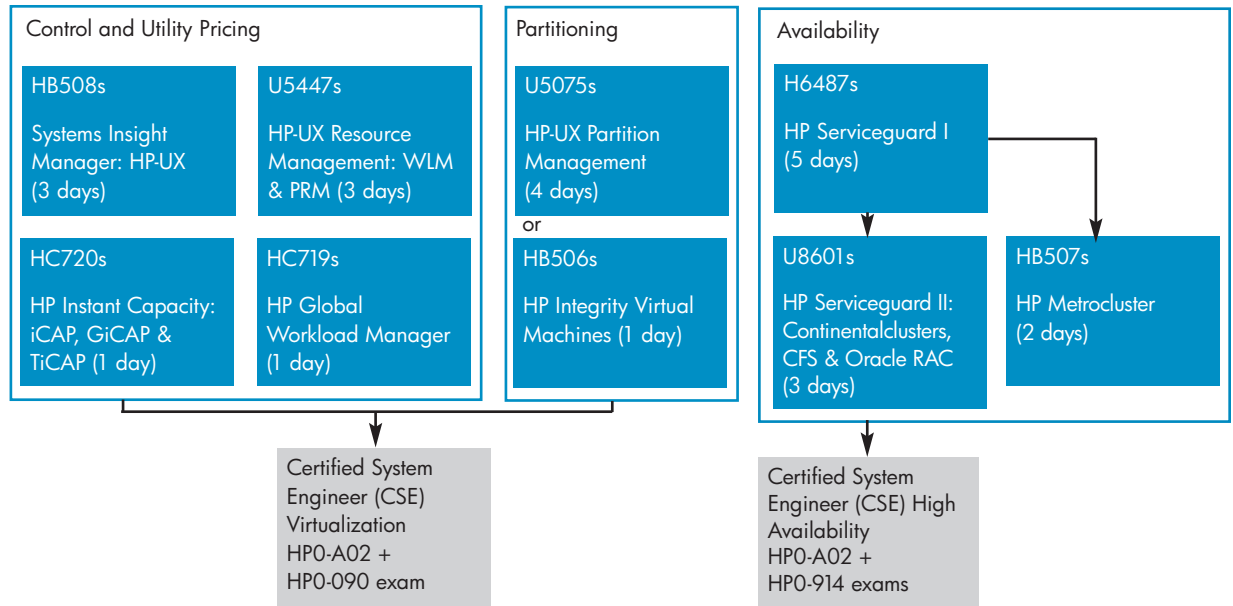 Control and Utility Pricing
HB508s
Systems Insight
Manager: HP-UX
(3 days)
U5447s
HP-UX Resource
Management: WLM
& PRM (3 days)
HC720s
HP Instant Capacity:
iCAP, GiCAP &
TiCAP (1 day)
HC719s
HP Global
Workload Manager
(1 day)
Partitioning
U5075s
HP-UX Partition
Management
(4 days)
or
HB506s
HP Integrity Virtual
Machines (1 day)
Availability
H6487s
HP Serviceguard I
(5 days)
U8601s
HP Serviceguard II:
Continentalclusters,
CFS & Oracle RAC
(3 days)
HB507s
HP Metrocluster
(2 days)
Certified System
Engineer (CSE)
Virtualization
HP0-A02 +
HP0-090 exam
Certified System
Engineer (CSE) High
Availability
HP0-A02 +
HP0-914 exams